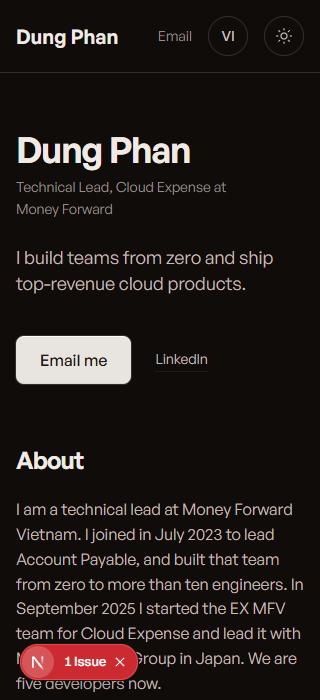 Dung Phan
Email
VI
Dung Phan
Technical Lead, Cloud Expense at
Money Forward
I build teams from zero and ship
top-revenue cloud products.
Email me
LinkedIn
About
I am a technical lead at Money Forward
Vietnam. I joined in July 2023 to lead
Account Payable, and built that team
from zero to more than ten engineers. In
September 2025 I started the EX MFV
team for Cloud Expense and lead it with
Group in Japan. We are
five developers now.
N
1 Issue